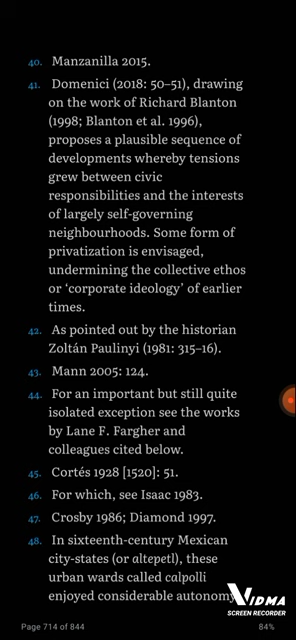 40. Manzanilla 2015.
41. Domenici (2018: 50–51), drawing
on the work of Richard Blanton
(1998; Blanton et al. 1996),
proposes a plausible sequence of
developments whereby tensions
grew between civic
responsibilities and the interests
of largely self-governing
neighbourhoods. Some form of
privatization is envisaged,
undermining the collective ethos
or ‘corporate ideology’ of earlier
times.
42. As pointed out by the historian
Zoltán Paulinyi (1981: 315–16).
43. Mann 2005: 124.
44. For an important but still quite
isolated exception see the works
by Lane F. Fargher and
colleagues cited below.
45. Cortés 1928 [1520]: 51.
46. For which, see Isaac 1983.
47. Crosby 1986; Diamond 1997.
48. In sixteenth-century Mexican
city-states (or altepetl), these
urban wards called calpolli
enjoyed considerable autonomy
VIDMA
SCREEN RECORDER
Page 714 of 844 84%